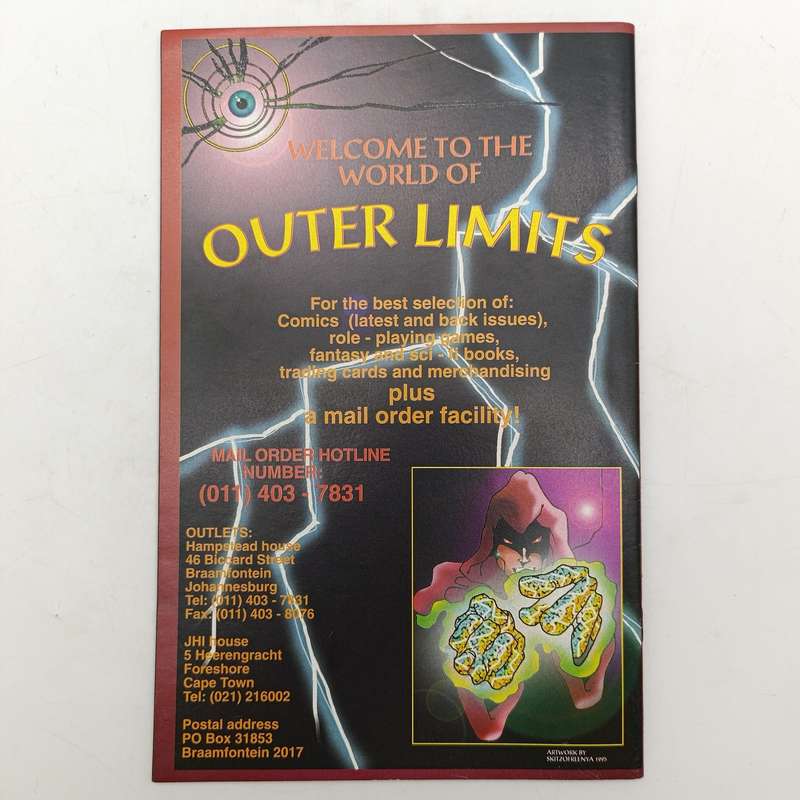 WELCOME TO THE
WORLD OF
OUTER LIMITS
For the best selection of:
Comics (latest and back issues),
role - playing games,
fantasy and sci - fi books,
trading cards and merchandising
plus
a mail order facility!
MAIL ORDER HOTLINE
NUMBER:
(011) 403 - 7831
OUTLETS:
Hampstead house
46 Biccard Street
Braamfontein
Johannesburg
Tel: (011) 403 - 7831
Fax: (011) 403 - 8076
JHI house
5 Heerengracht
Foreshore
Cape Town
Tel: (021) 216002
Postal address
PO Box 31853
Braamfontein 2017
ARTWORK BY
1995